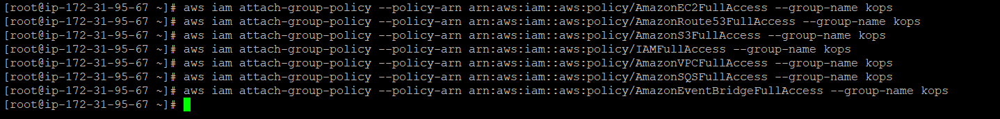 [root@ip-172-31-95-67 ~]# aws iam attach-group-policy --policy-arn arn:aws:iam::aws:policy/AmazonEC2FullAccess --group-name kops
[root@ip-172-31-95-67 ~]# aws iam attach-group-policy --policy-arn arn:aws:iam::aws:policy/AmazonRoute53FullAccess --group-name kops
[root@ip-172-31-95-67 ~]# aws iam attach-group-policy --policy-arn arn:aws:iam::aws:policy/AmazonS3FullAccess --group-name kops
[root@ip-172-31-95-67 ~]# aws iam attach-group-policy --policy-arn arn:aws:iam::aws:policy/IAMFullAccess --group-name kops
[root@ip-172-31-95-67 ~]# aws iam attach-group-policy --policy-arn arn:aws:iam::aws:policy/AmazonVPCFullAccess --group-name kops
[root@ip-172-31-95-67 ~]# aws iam attach-group-policy --policy-arn arn:aws:iam::aws:policy/AmazonSQSFullAccess --group-name kops
[root@ip-172-31-95-67 ~]# aws iam attach-group-policy --policy-arn arn:aws:iam::aws:policy/AmazonEventBridgeFullAccess --group-name kops
[root@ip-172-31-95-67 ~]#